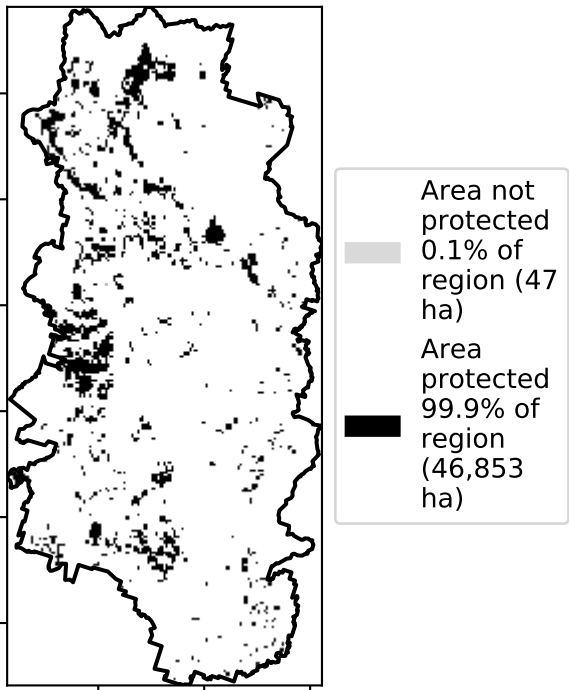 Area not
protected
0.1% of
region (47
ha)
Area
protected
99.9% of
region
(46,853
ha)